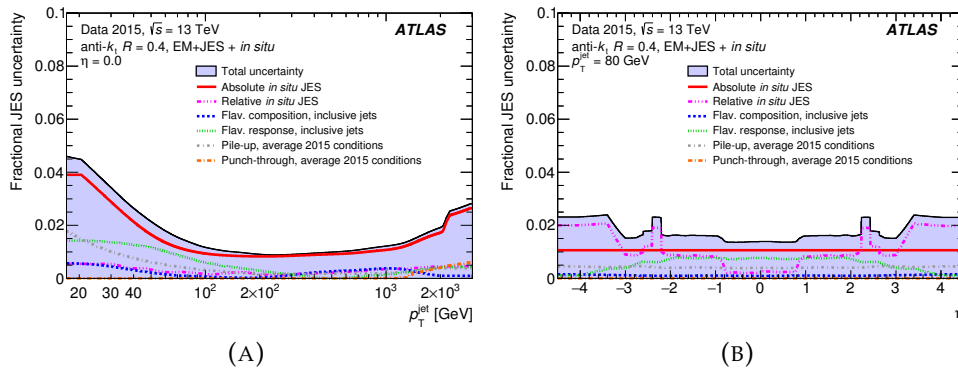 Fractional JES uncertainty
0.1
0.08
0.06
0.04
0.02
0
Data 2015, √s = 13 TeV
ATLAS
anti-kt R = 0.4, EM+JES + in situ
η = 0.0
Total uncertainty
Absolute in situ JES
Relative in situ JES
Flav. composition, inclusive jets
Flav. response, inclusive jets
Pile-up, average 2015 conditions
Punch-through, average 2015 conditions
20 30 40 10² 2×10² 10³ 2×10³
pTjet [GeV]
(A)
Fractional JES uncertainty
0.1
0.08
0.06
0.04
0.02
0
Data 2015, √s = 13 TeV
ATLAS
anti-kt R = 0.4, EM+JES + in situ
pTjet = 80 GeV
Total uncertainty
Absolute in situ JES
Relative in situ JES
Flav. composition, inclusive jets
Flav. response, inclusive jets
Pile-up, average 2015 conditions
Punch-through, average 2015 conditions
−4 −3 −2 −1 0 1 2 3 4
(B)